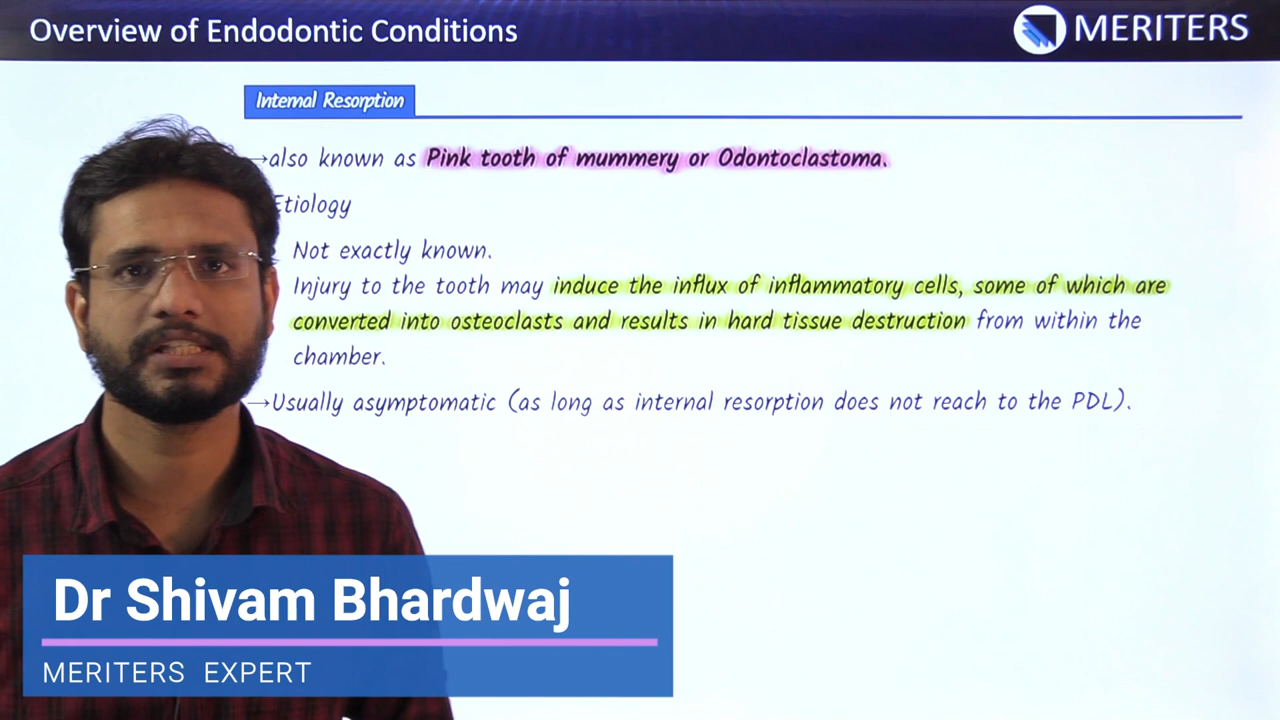 Overview of Endodontic Conditions
MERITERS
Internal Resorption
→also known as Pink tooth of mummery or Odontoclastoma.
Etiology
Not exactly known.
Injury to the tooth may induce the influx of inflammatory cells, some of which are
converted into osteoclasts and results in hard tissue destruction from within the
chamber.
→Usually asymptomatic (as long as internal resorption does not reach to the PDL).
Dr Shivam Bhardwaj
MERITERS EXPERT